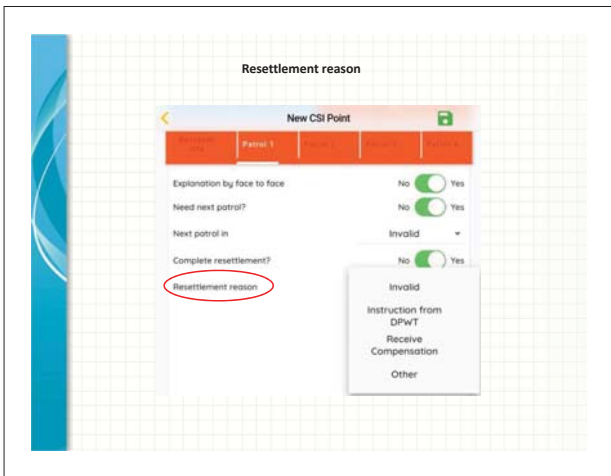 Resettlement reason
New CSI Point
Patrol 1
Explanation by face to face No Yes
Need next patrol? No Yes
Next patrol in Invalid
Complete resettlement? No Yes
Resettlement reason Invalid
Instruction from
DPWT
Receive
Compensation
Other